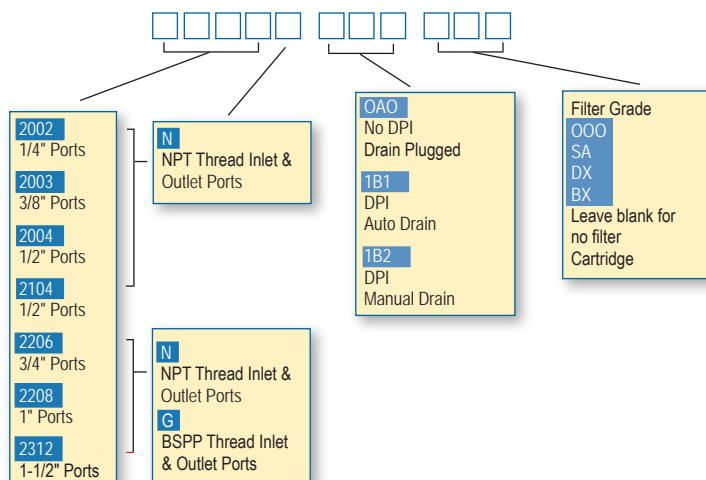 2002
1/4" Ports
2003
3/8" Ports
2004
1/2" Ports
2104
1/2" Ports
2206
3/4" Ports
2208
1" Ports
2312
1-1/2" Ports
N
NPT Thread Inlet &
Outlet Ports
N
NPT Thread Inlet &
Outlet Ports
G
BSPP Thread Inlet
& Outlet Ports
OAO
No DPI
Drain Plugged
1B1
DPI
Auto Drain
1B2
DPI
Manual Drain
Filter Grade
OOO
SA
DX
BX
Leave blank for
no filter
Cartridge